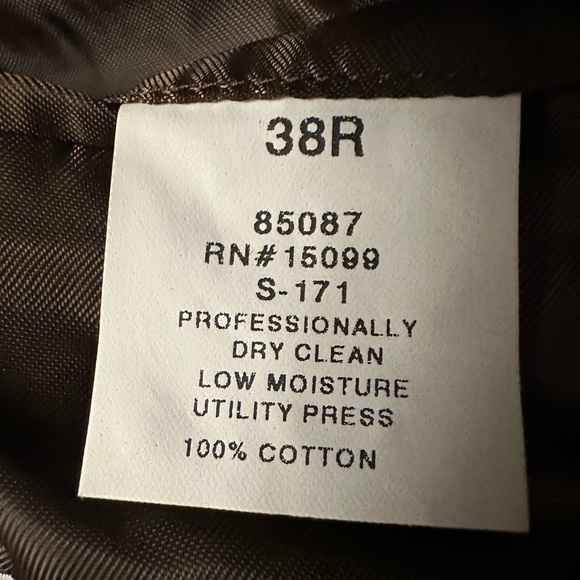 38R
85087
RN#15099
S-171
PROFESSIONALLY
DRY CLEAN
LOW MOISTURE
UTILITY PRESS
100% COTTON